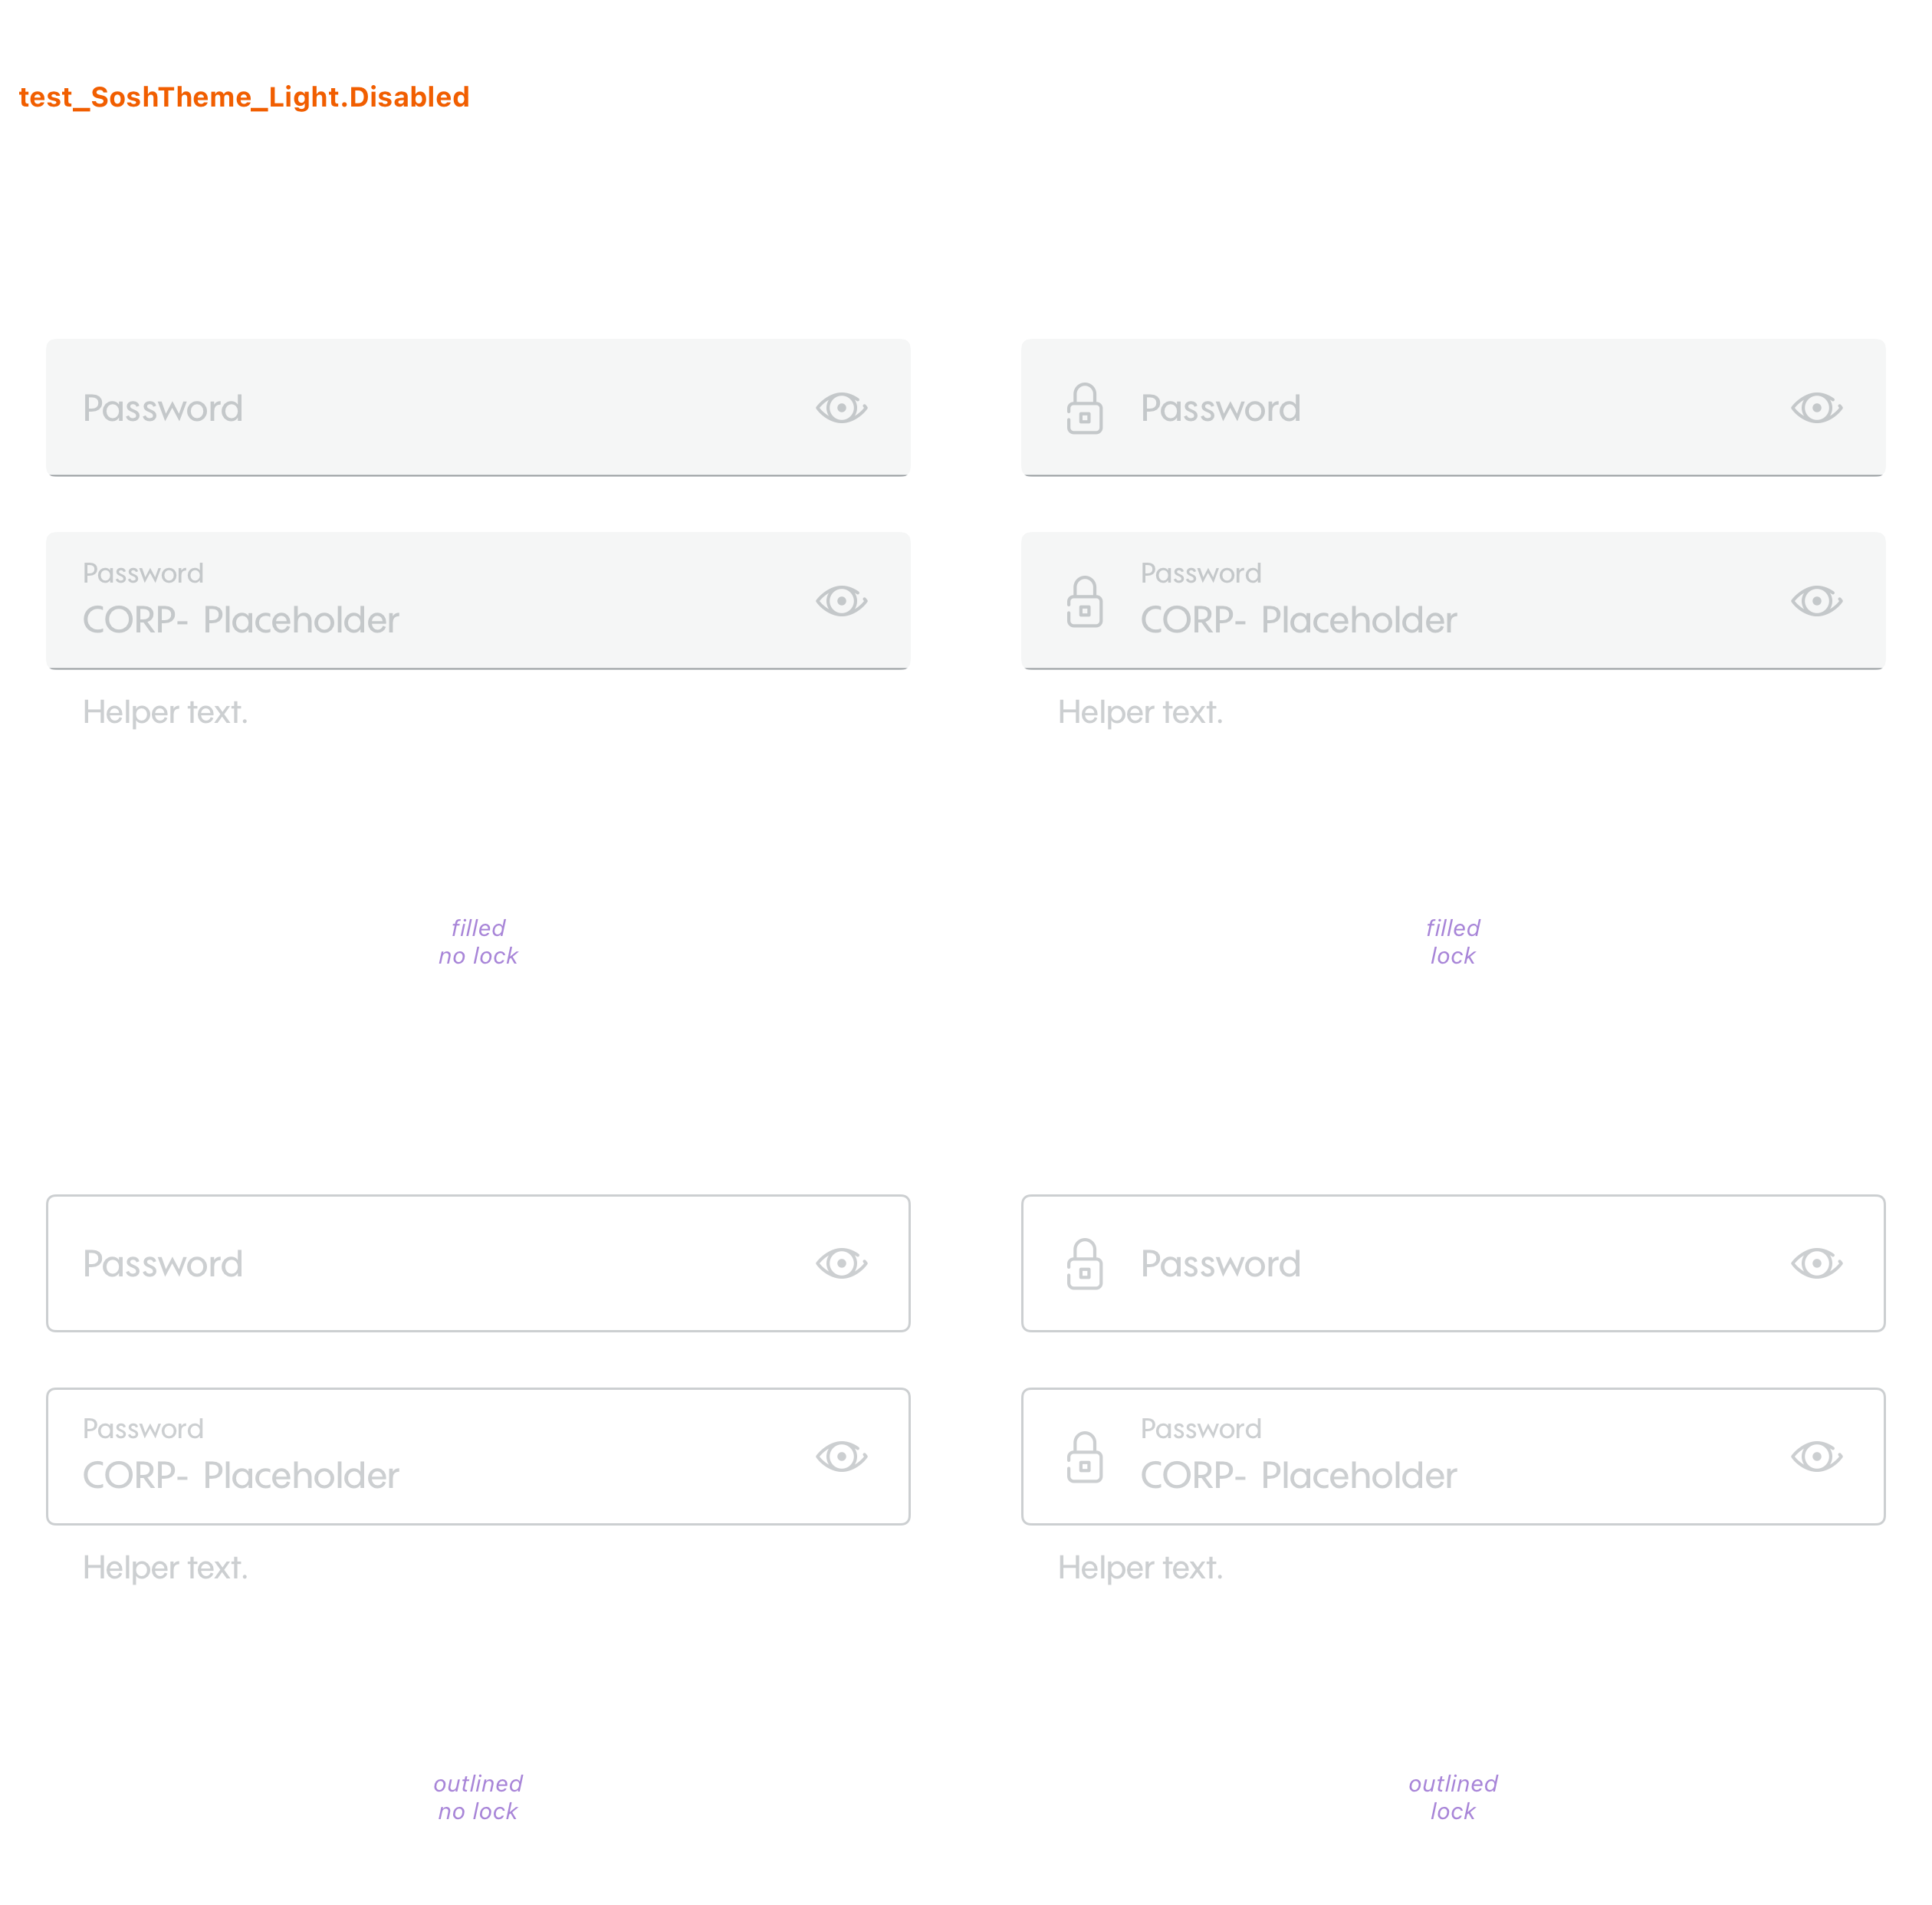 test_SoshTheme_Light.Disabled
Password
Password
CORP- Placeholder
Helper text.
filled
no lock
Password
Password
CORP- Placeholder
Helper text.
filled
lock
Password
Password
CORP- Placeholder
Helper text.
outlined
no lock
Password
Password
CORP- Placeholder
Helper text.
outlined
lock